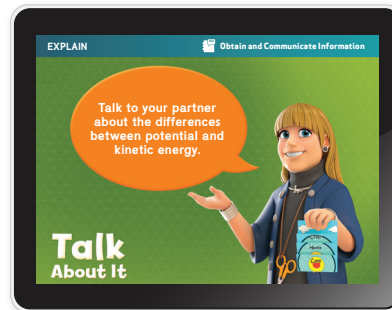 EXPLAIN
Obtain and Communicate Information
Talk to your partner
about the differences
between potential and
kinetic energy.
Talk
About It